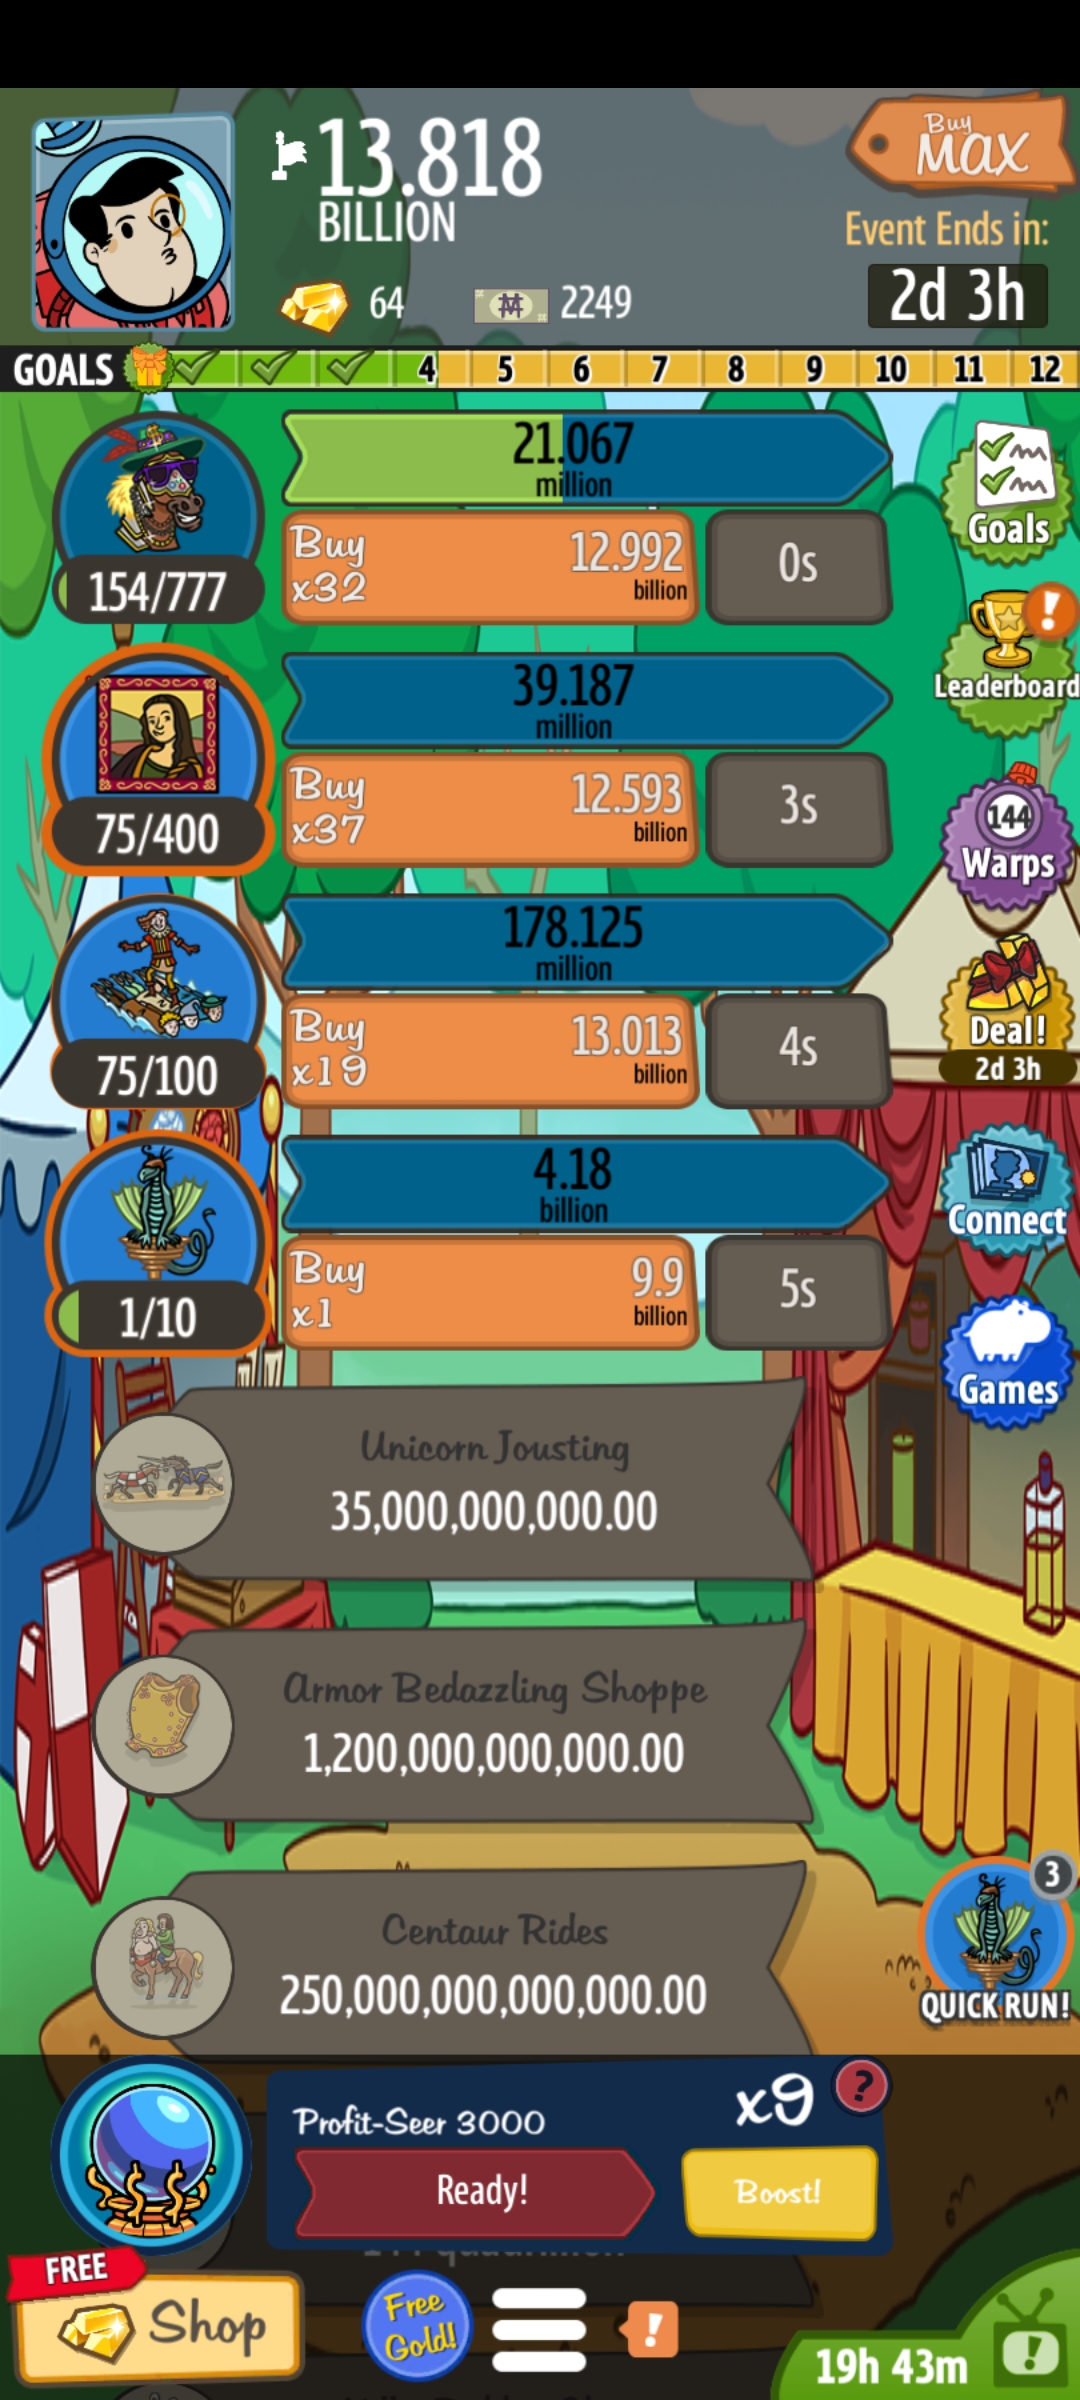 13.818
BILLION
Buy
MAX
Event Ends in:
2d 3h
64
2249
GOALS
4
5
6
7
8
9
10
11
12
21.067
million
Buy
x32
12.992
billion
0s
154/777
Goals
39.187
million
Buy
x37
12.593
billion
3s
75/400
Leaderboard
144
Warps
178.125
million
Buy
x19
13.013
billion
4s
75/100
Deal!
2d 3h
4.18
billion
Buy
x1
9.9
billion
5s
1/10
Connect
Games
Unicorn Jousting
35,000,000,000.00
Armor Bedazzling Shoppe
1,200,000,000,000.00
Centaur Rides
250,000,000,000,000.00
3
QUICK RUN!
Profit-Seer 3000
x9
?
Ready!
Boost!
FREE
Shop
Free
Gold!
!
19h 43m
!